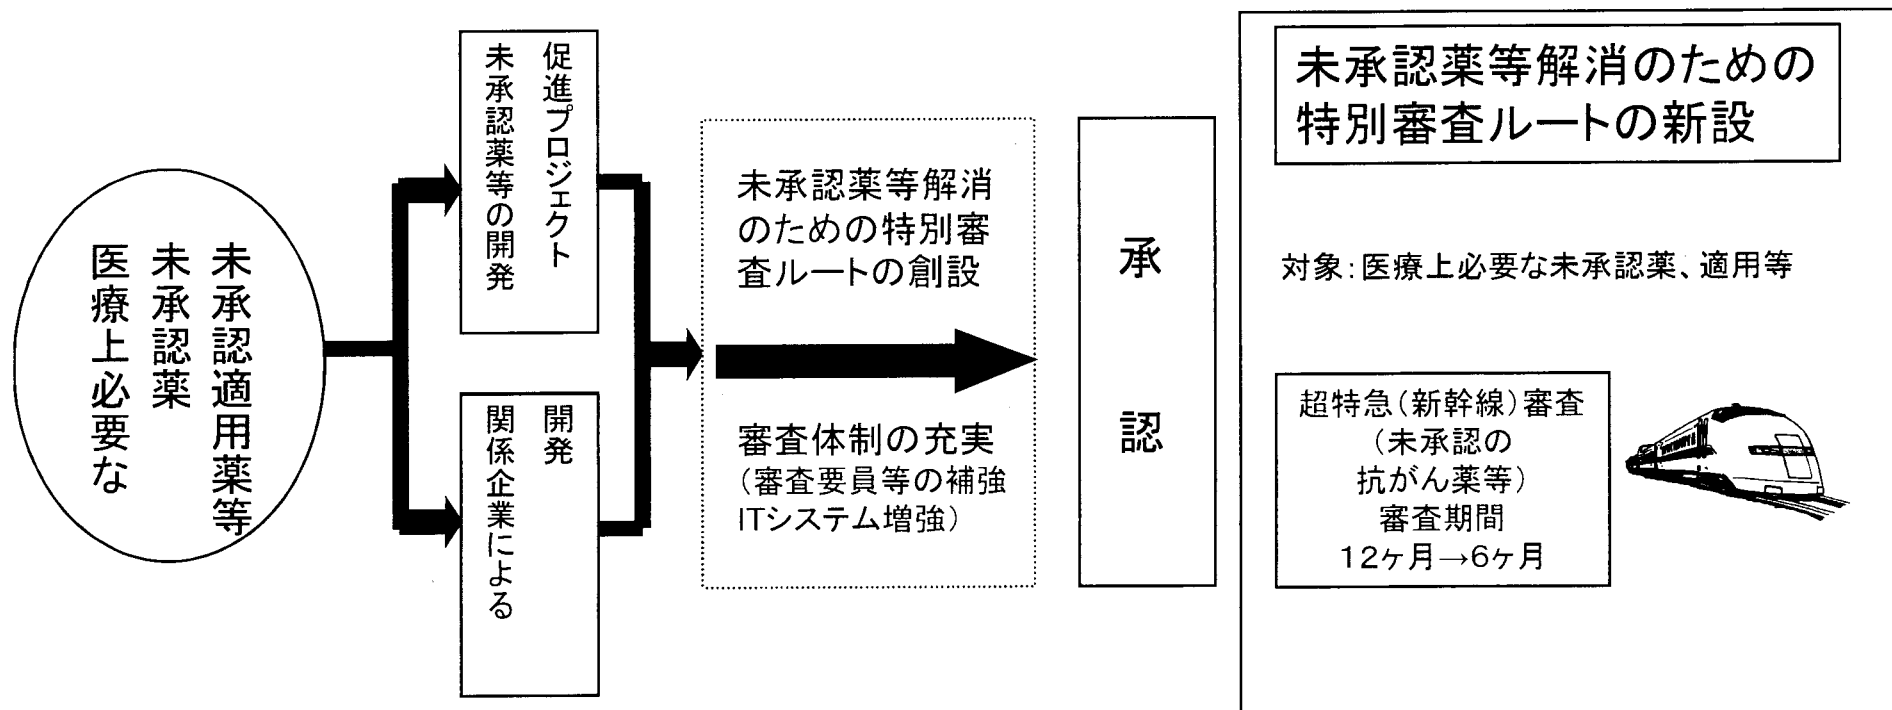 医療上必要な
未承認薬
未承認適用薬等
未承認薬等の開発
促進プロジェクト
関係企業による
開発
未承認薬等解消
のための特別審
査ルートの創設
審査体制の充実
（審査要員等の補強
ITシステム増強）
承認
未承認薬等解消のための
特別審査ルートの新設
対象：医療上必要な未承認薬、適用等
超特急（新幹線）審査
（未承認の
抗がん薬等）
審査期間
12ヶ月→6ヶ月